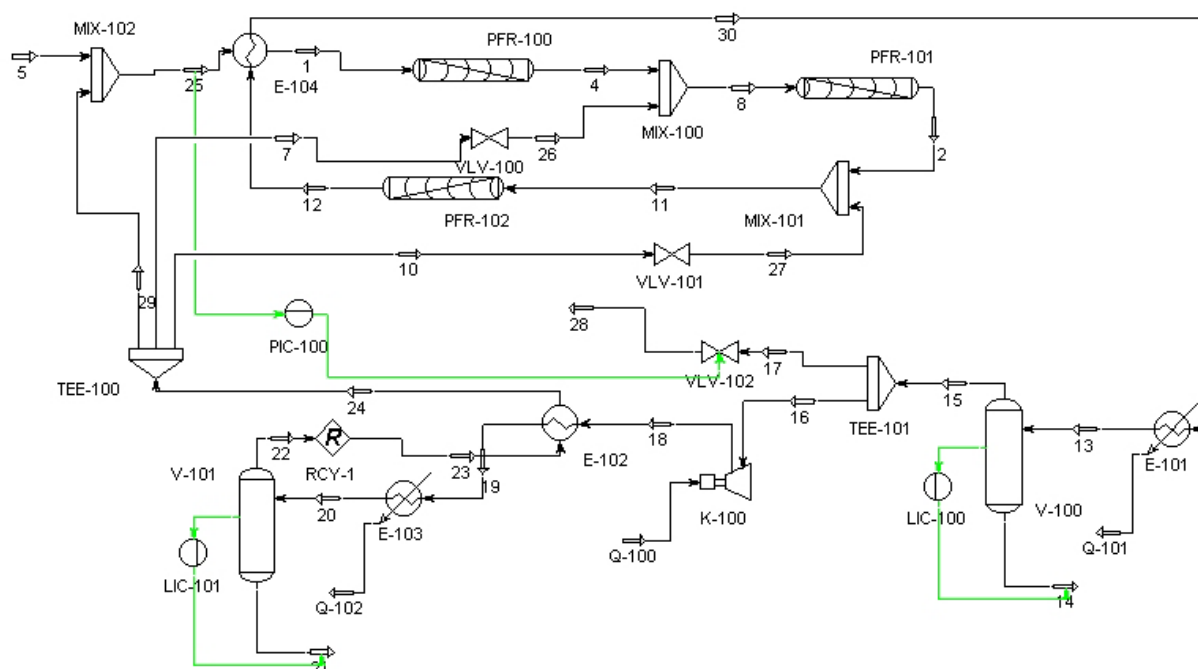 30
MIX-102
PFR-100
PFR-101
5
25
1
E-104
4
8
MIX-100
7
VLV-100
26
2
12
PFR-102
11
MIX-101
10
VLV-101
27
29
PIC-100
28
VLV-102
17
TEE-100
24
16
TEE-101
15
13
E-101
22
R
RCY-1
23
E-102
18
V-101
19
20
E-103
K-100
LIC-100
V-100
Q-100
Q-101
LIC-101
Q-102
14